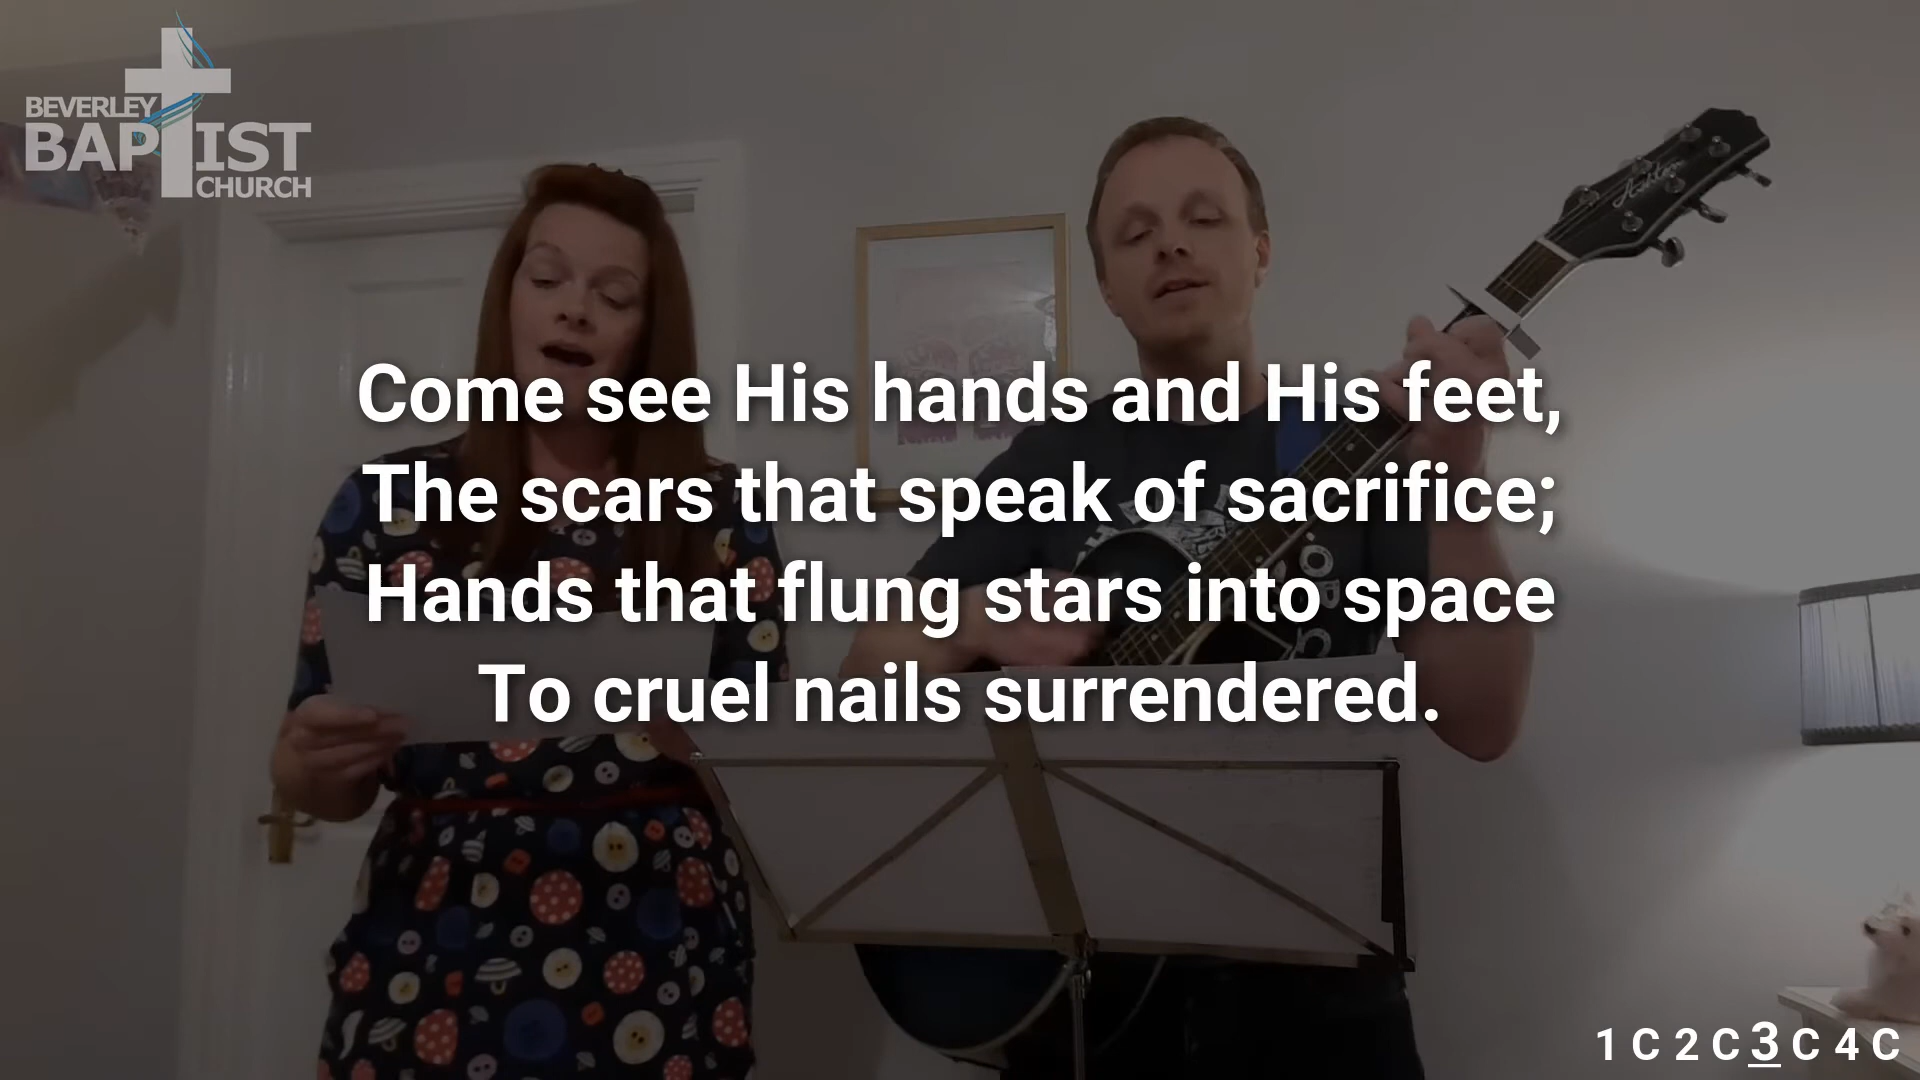 BEVERLEY
BAPTIST
CHURCH
Come see His hands and His feet,
The scars that speak of sacrifice;
Hands that flung stars into space
To cruel nails surrendered.
1 C 2 C 3 C 4 C